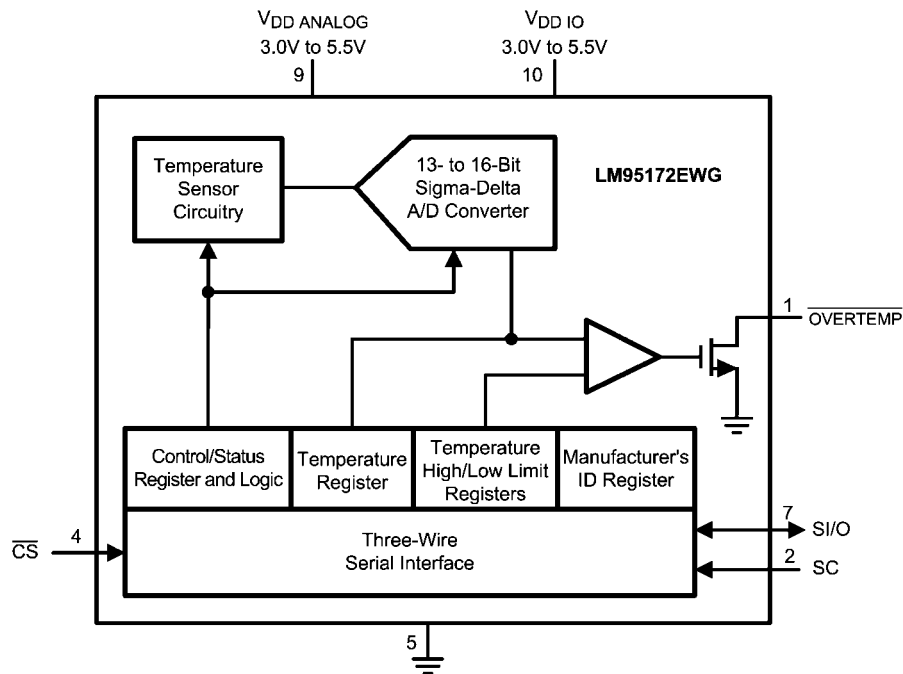 VDD ANALOG
3.0V to 5.5V
9
VDD IO
3.0V to 5.5V
10
Temperature
Sensor
Circuitry
13- to 16-Bit
Sigma-Delta
A/D Converter
LM95172EWG
1
OVERTEMP
Control/Status
Register and Logic
Temperature
Register
Temperature
High/Low Limit
Registers
Manufacturer's
ID Register
4
CS
Three-Wire
Serial Interface
7
SI/O
2
SC
5